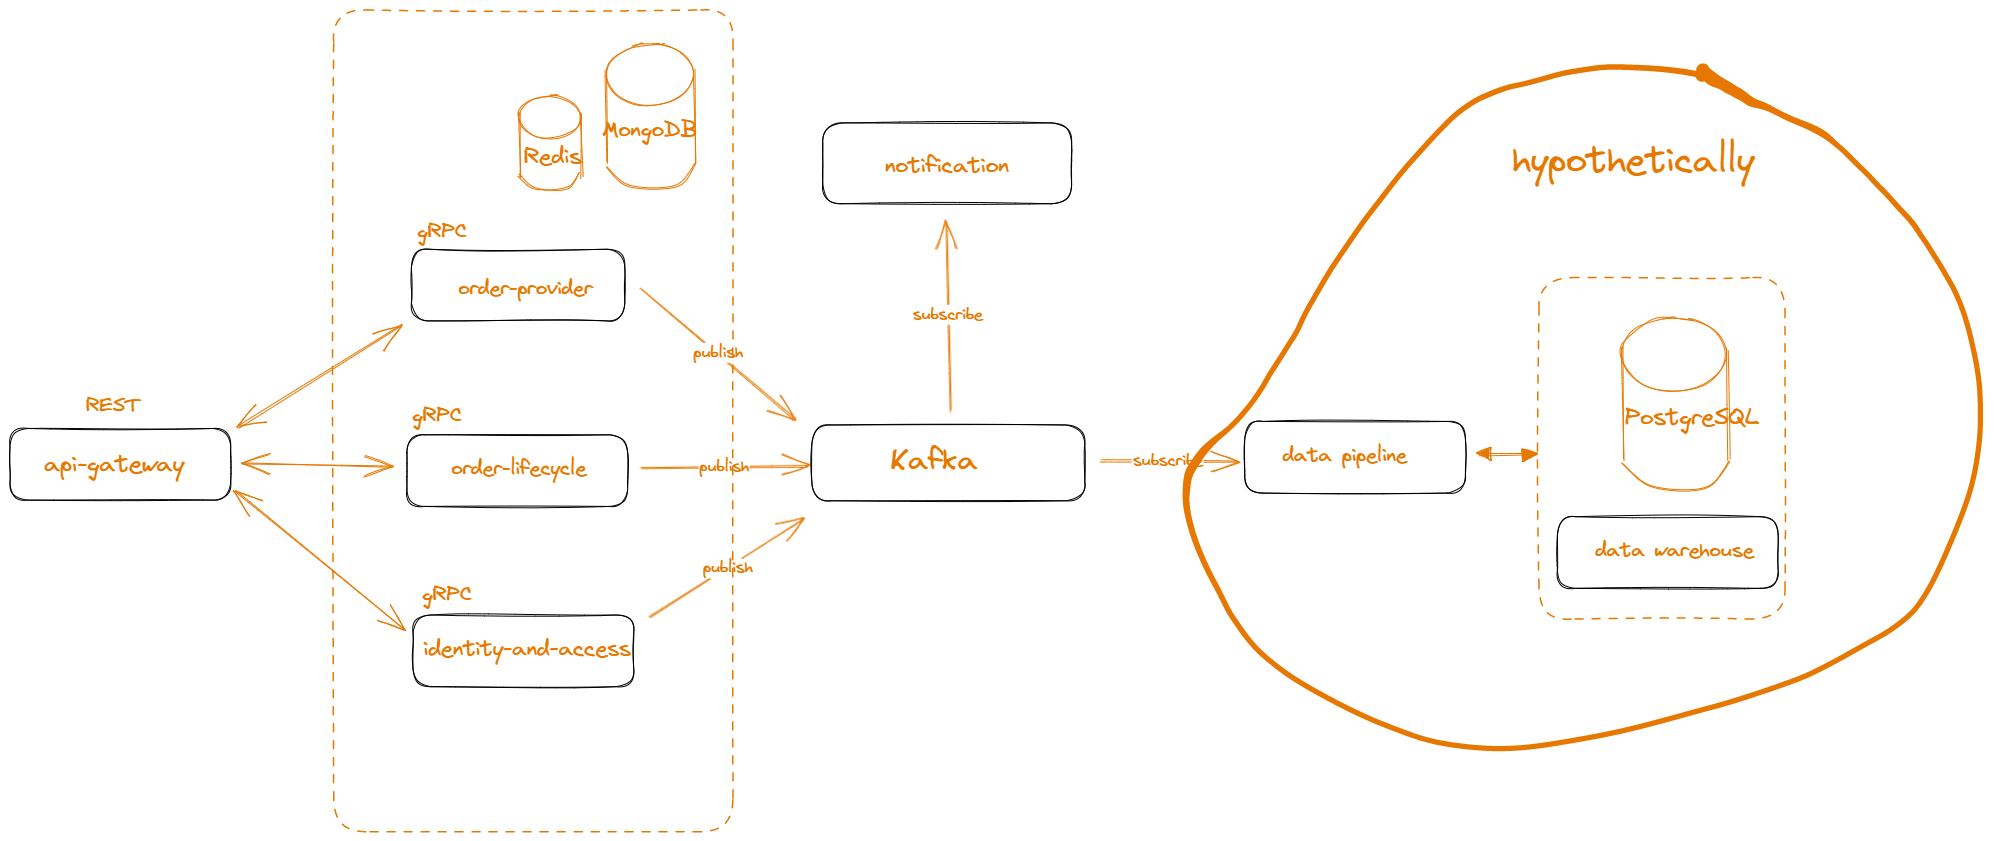 MongoDB
Redis
notification
hypothetically
gRPC
order-provider
subscribe
publish
REST
gRPC
PostgreSQL
api-gateway
order-lifecycle
publish
Kafka
subscribe
data pipeline
data warehouse
publish
gRPC
identity-and-access